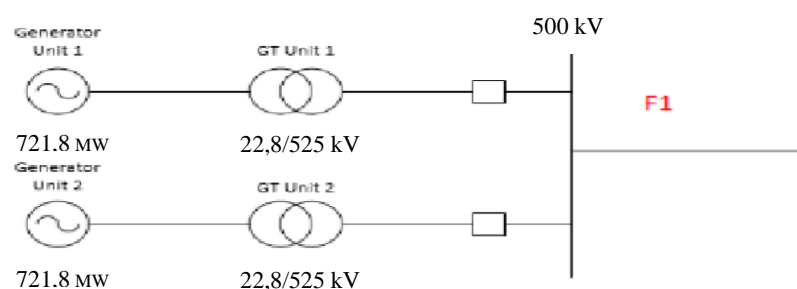 500 kV
Generator
Unit 1
GT Unit 1
F1
721,8 MW
22,8/525 kV
Generator
Unit 2
GT Unit 2
721,8 MW
22,8/525 kV